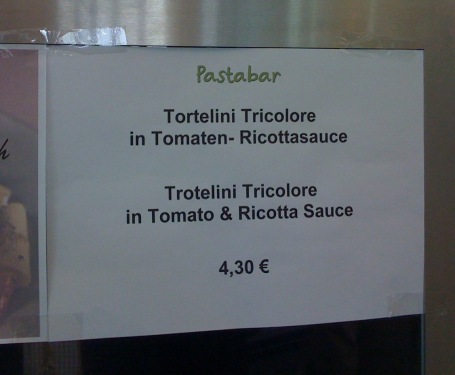 Pastabar
Tortelini Tricolore
in Tomaten- Ricottasauce
Trotelini Tricolore
in Tomato & Ricotta Sauce
4,30 €